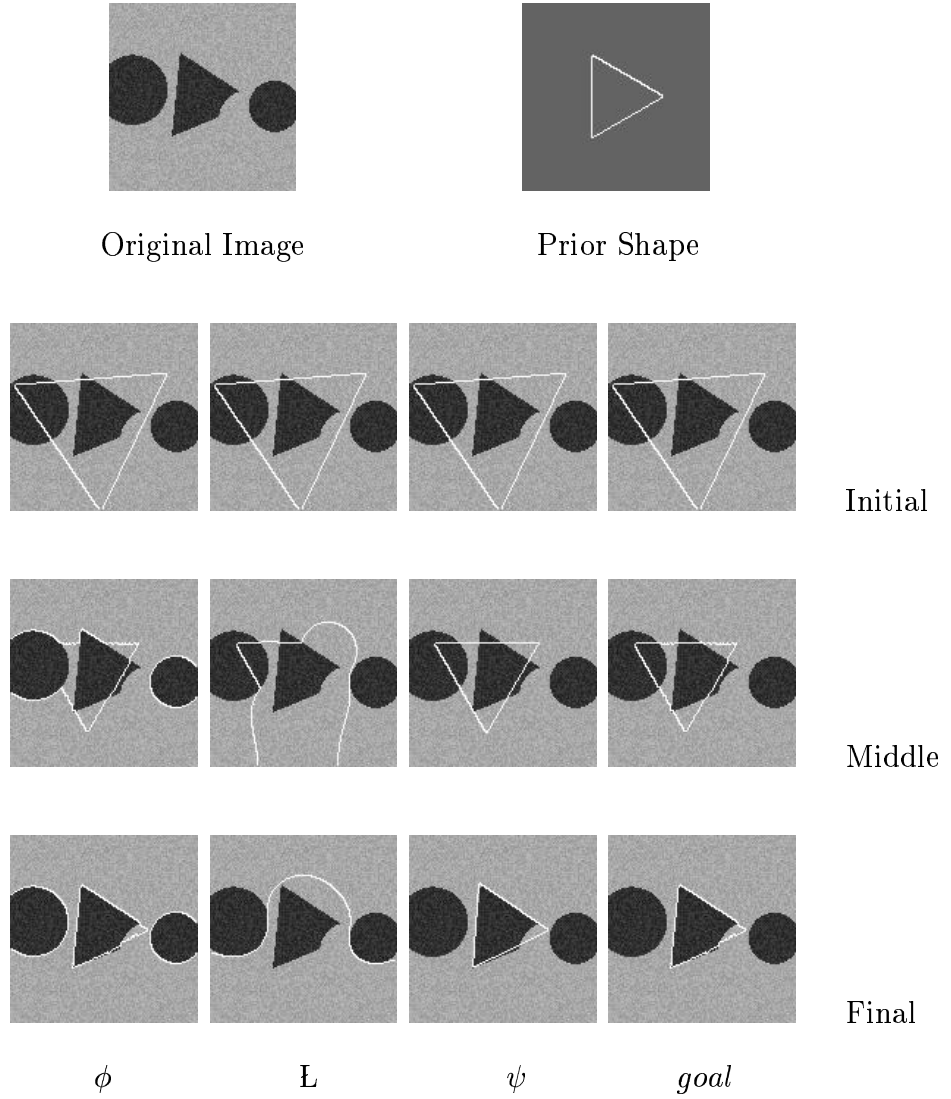 Original Image Prior Shape
Initial
Middle
Final
ϕ Ł ψ goal